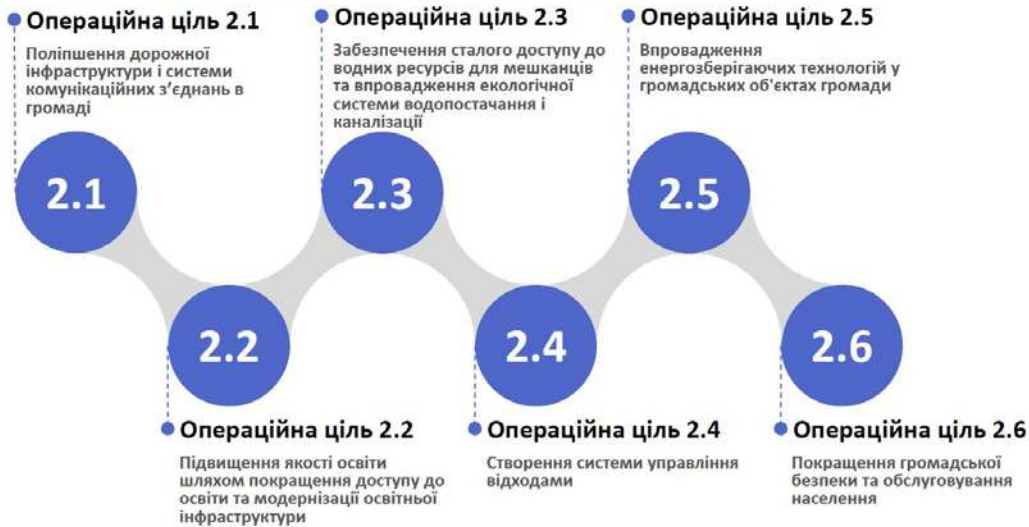 Операційна ціль 2.1
Поліпшення дорожної
інфраструктури і системи
комунікаційних з’єднань в
громаді
Операційна ціль 2.3
Забезпечення сталого доступу до
водних ресурсів для мешканців
та впровадження екологічної
системи водопостачання і
каналізації
Операційна ціль 2.5
Впровадження
енергозберігаючих технологій у
громадських об'єктах громади
2.1
2.3
2.5
2.2
2.4
2.6
Операційна ціль 2.2
Підвищення якості освіти
шляхом покращення доступу до
освіти та модернізації освітньої
інфраструктури
Операційна ціль 2.4
Створення системи управління
відходами
Операційна ціль 2.6
Покращення громадської
безпеки та обслуговування
населення